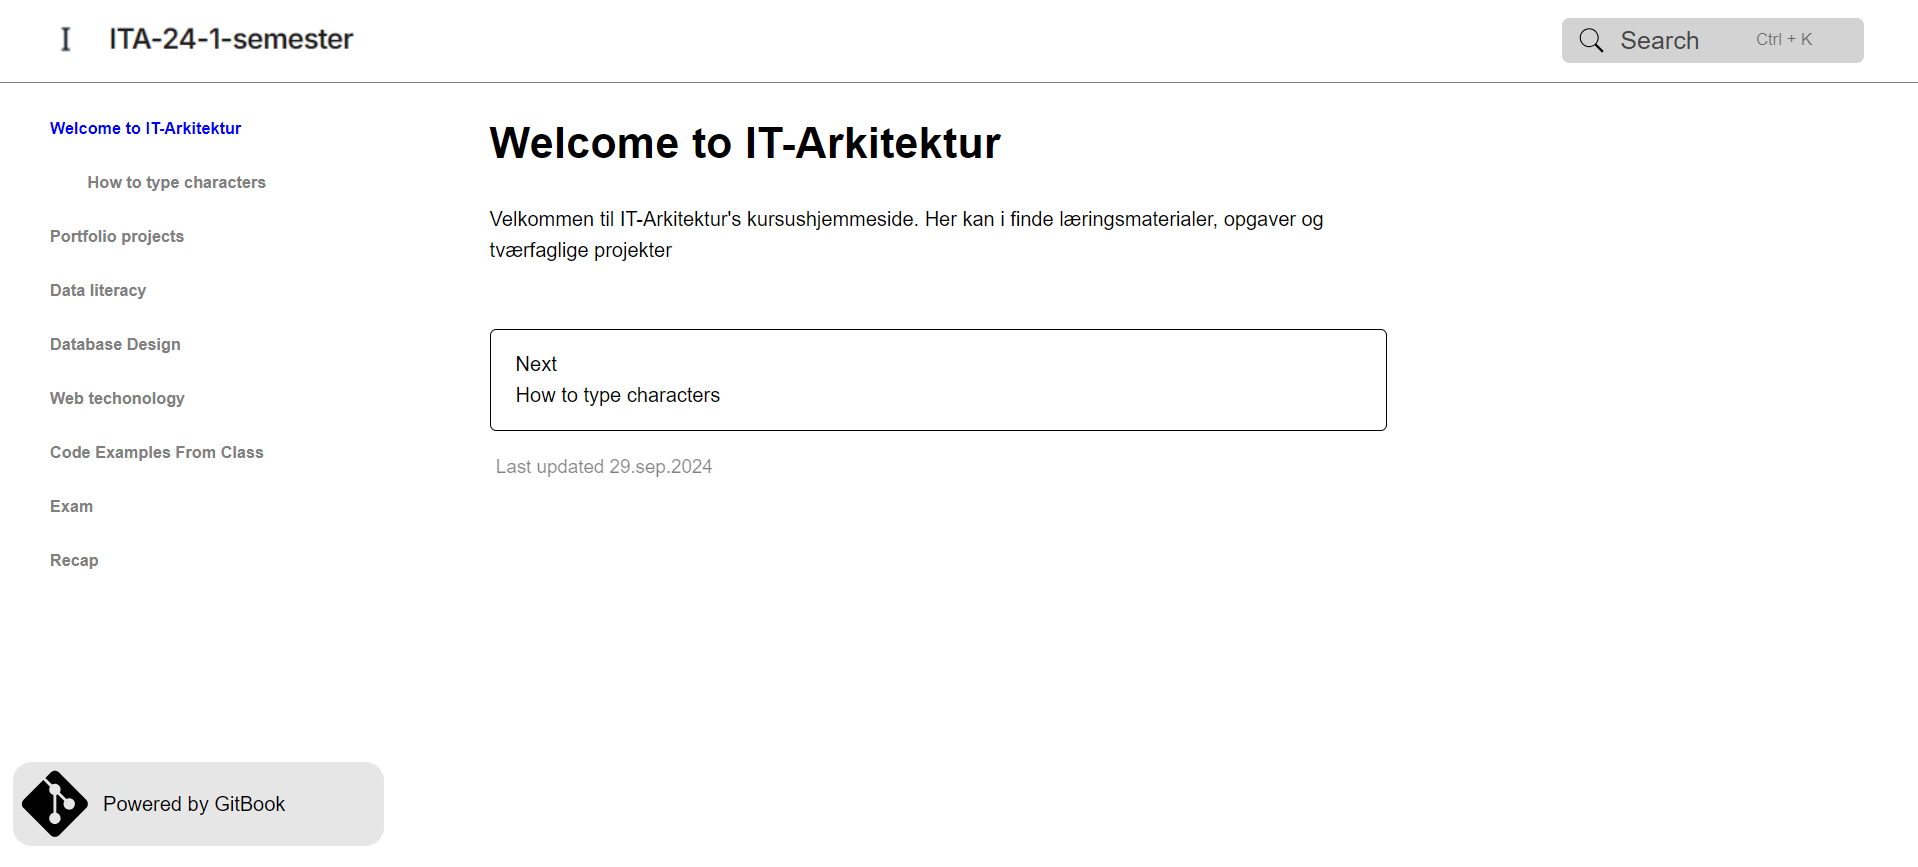 I ITA-24-1-semester
Search Ctrl + K
Welcome to IT-Arkitektur
How to type characters
Portfolio projects
Data literacy
Database Design
Web techonology
Code Examples From Class
Exam
Recap
Powered by GitBook
Welcome to IT-Arkitektur
Velkommen til IT-Arkitektur's kursushjemmeside. Her kan i finde læringsmaterialer, opgaver og
tværfaglige projekter
Next
How to type characters
Last updated 29.sep.2024